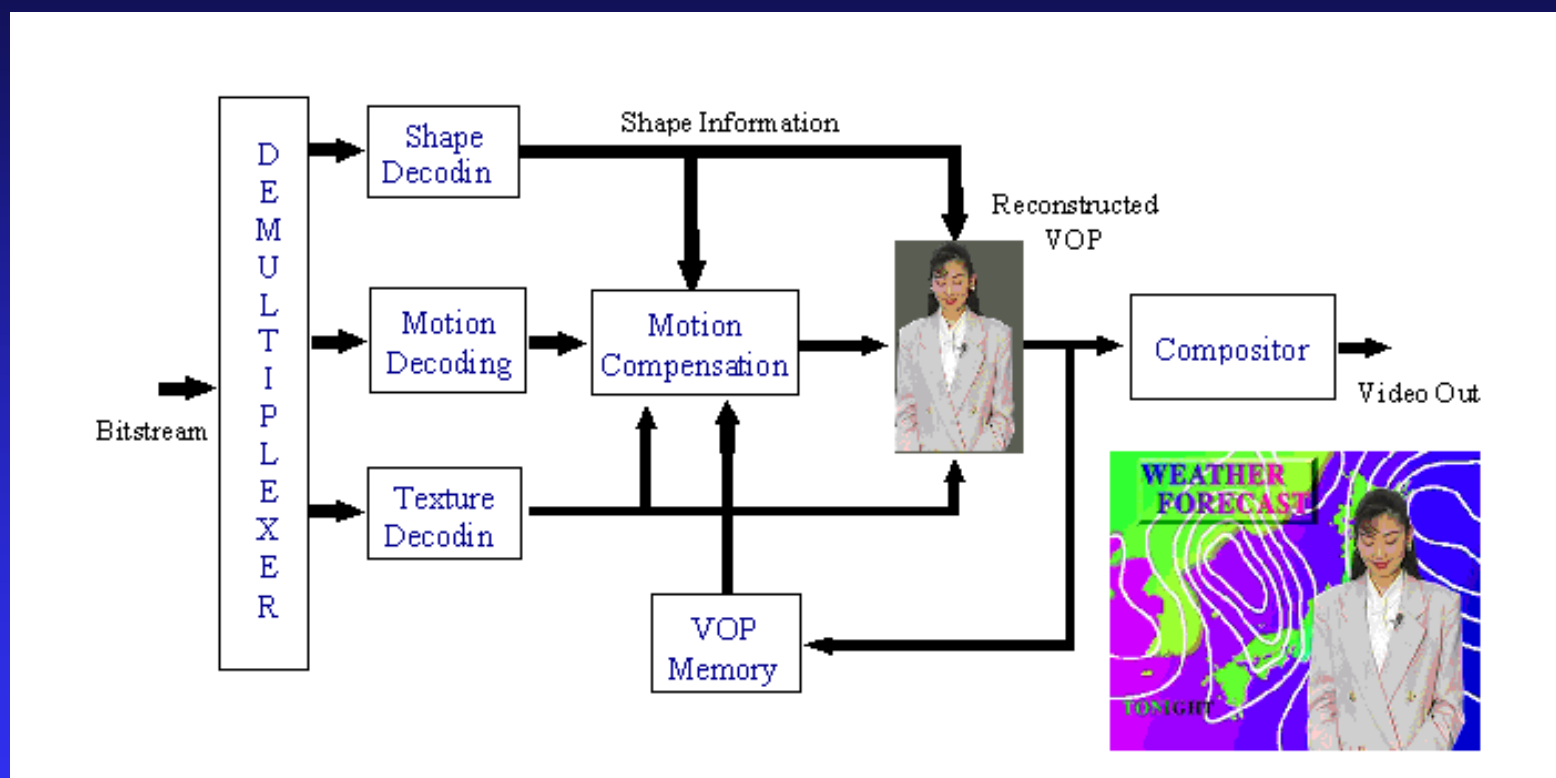 Shape Information
Shape
Decodin
D
E
M
U
L
T
I
P
L
E
X
E
R
Reconstructed
VOP
Motion
Decoding
Motion
Compensation
Compositor
Video Out
Bitstream
Texture
Decodin
WEATHER
FORECAST
VOP
Memory
TONIGHT